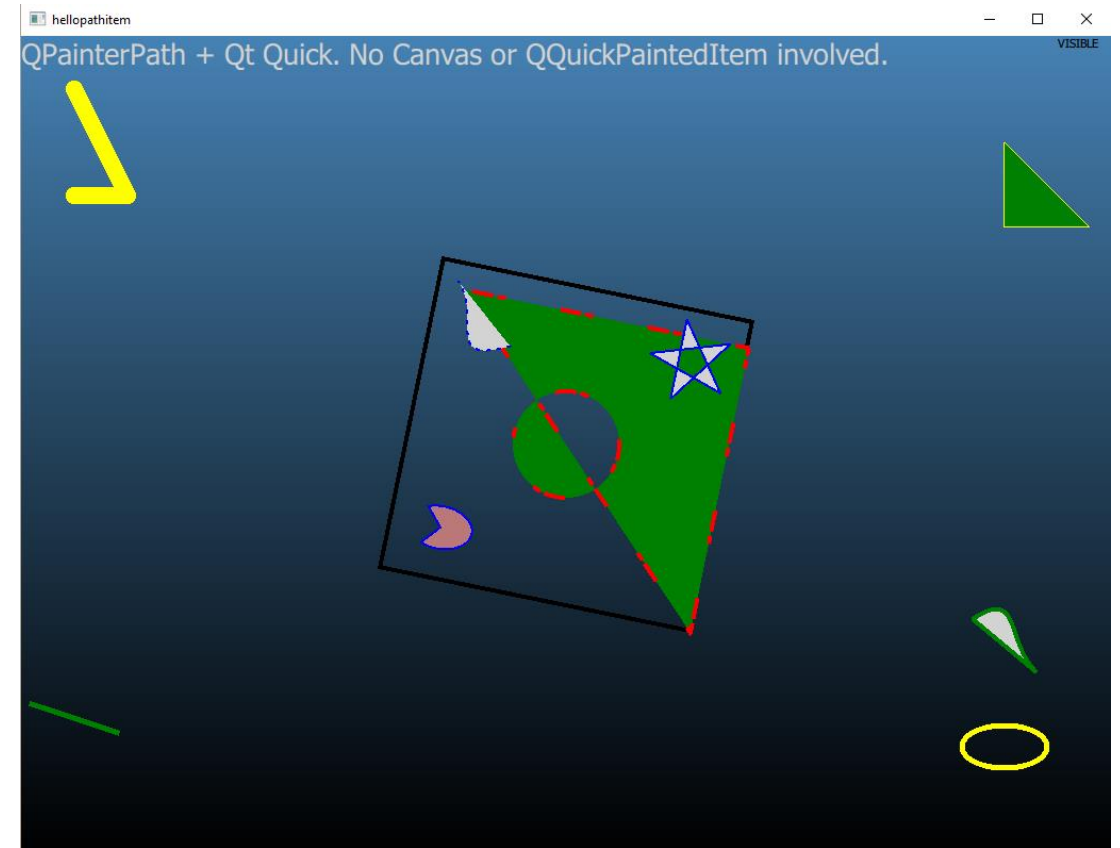 hellopathitem
QPainterPath + Qt Quick. No Canvas or QQuickPaintedItem involved.
VISIBLE